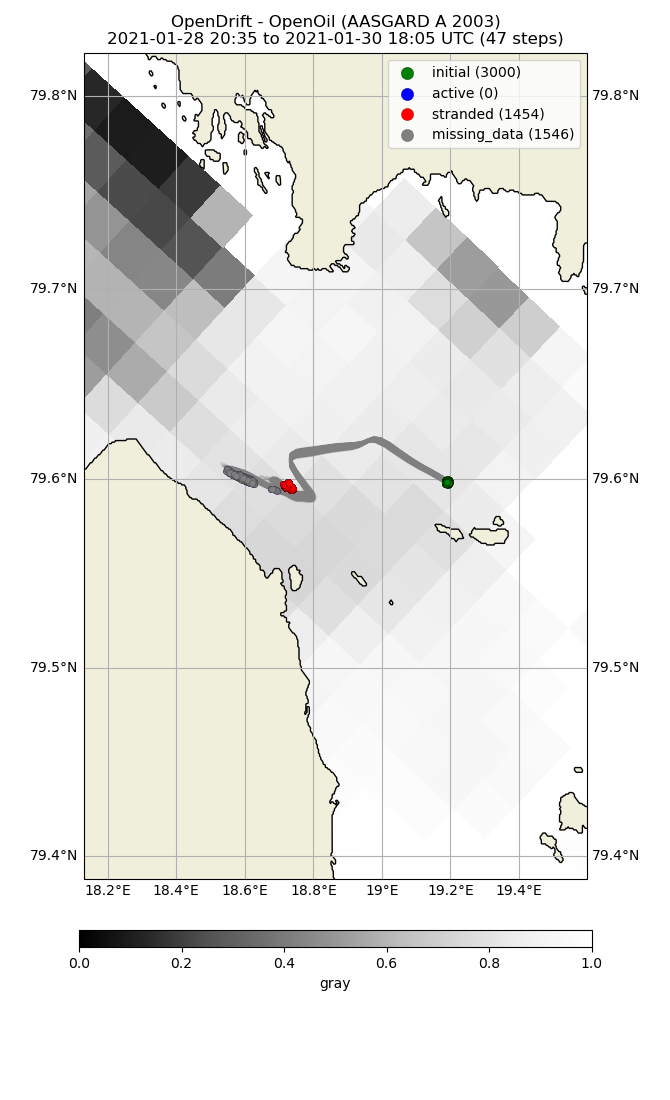 OpenDrift - OpenOil (AASGARD A 2003)
2021-01-28 20:35 to 2021-01-30 18:05 UTC (47 steps)
initial (3000)
active (0)
stranded (1454)
missing_data (1546)
79.8°N 79.8°N
79.7°N 79.7°N
79.6°N 79.6°N
79.5°N 79.5°N
79.4°N 79.4°N
18.2°E 18.4°E 18.6°E 18.8°E 19°E 19.2°E 19.4°E
0.0 0.2 0.4 0.6 0.8 1.0
gray